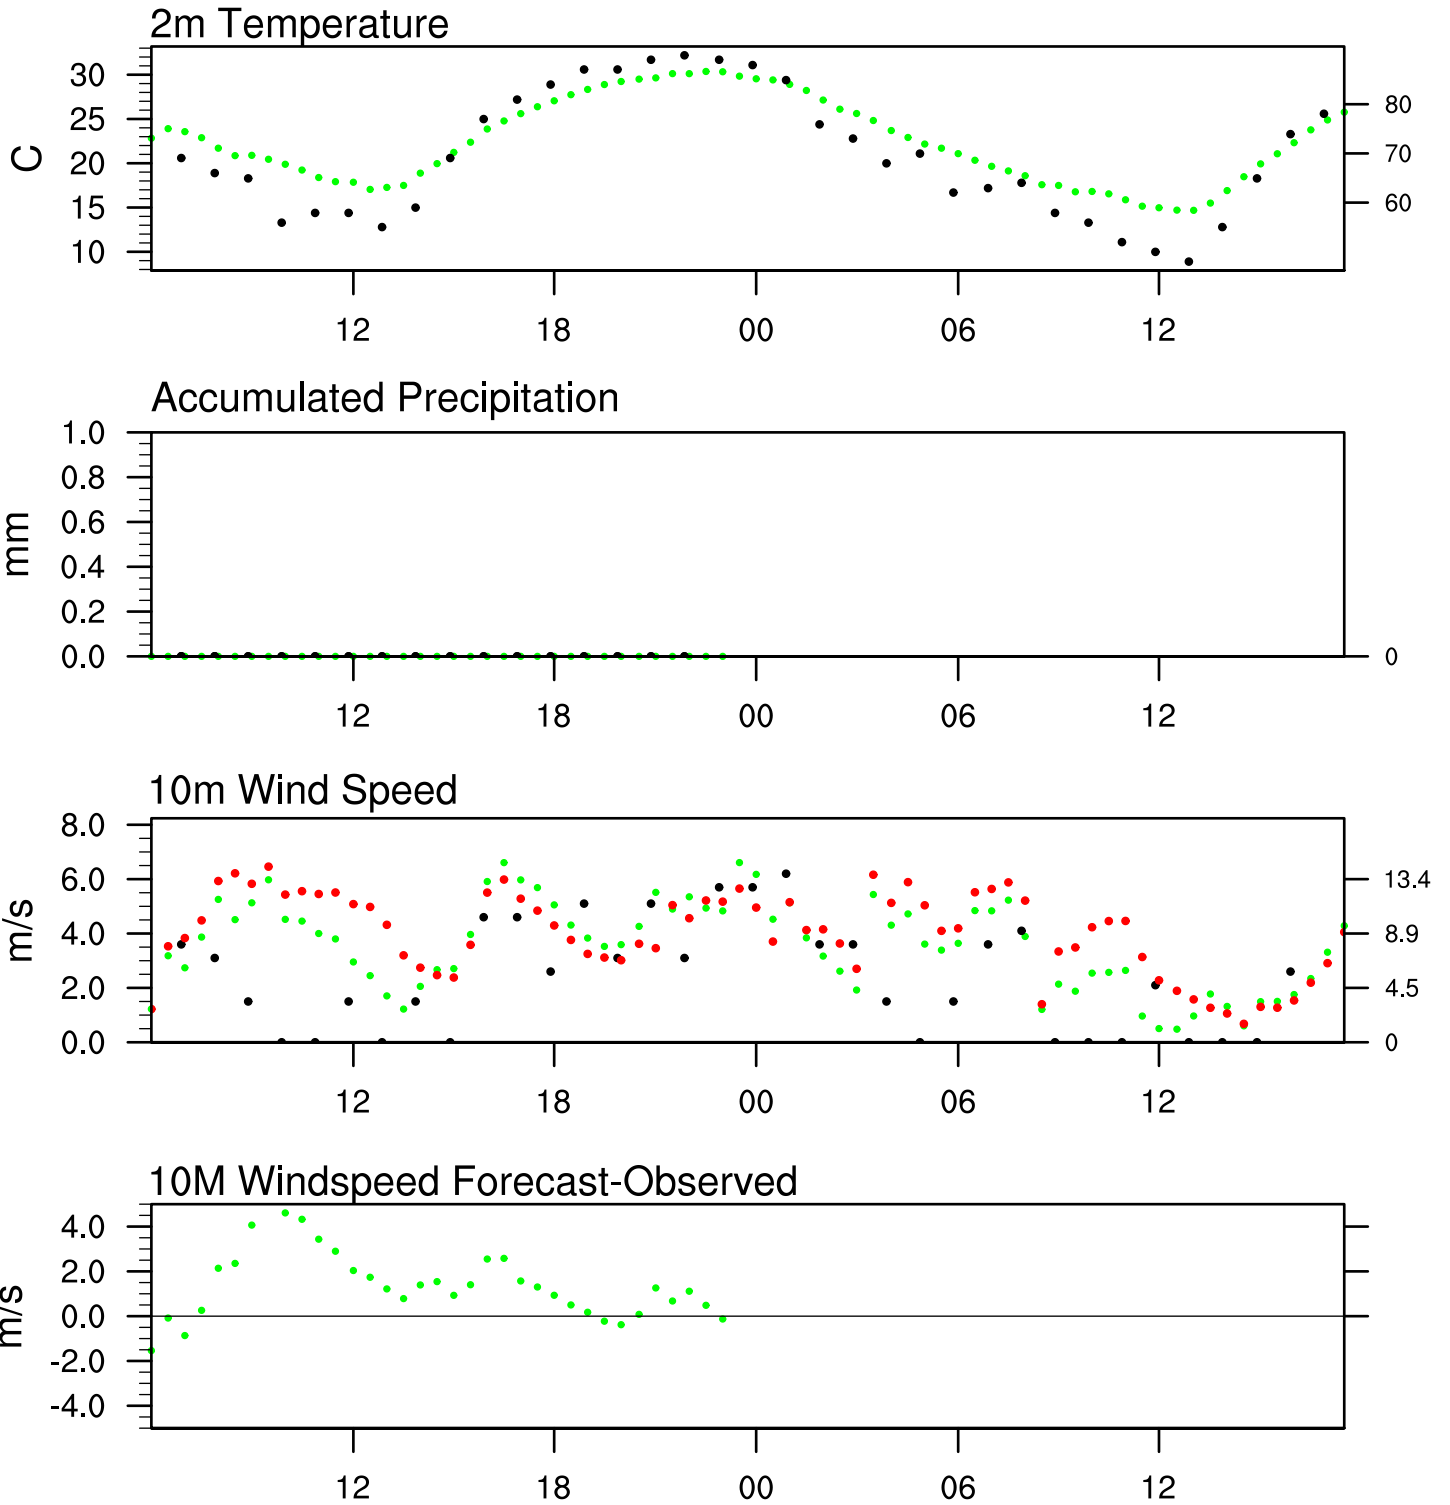 2m Temperature
30
25
20
15
10
C
80
70
60
12 18 00 06 12
Accumulated Precipitation
1.0
0.8
0.6
0.4
0.2
0.0
mm
0
12 18 00 06 12
10m Wind Speed
8.0
6.0
4.0
2.0
0.0
m/s
13.4
8.9
4.5
0
12 18 00 06 12
10M Windspeed Forecast-Observed
4.0
2.0
0.0
-2.0
-4.0
m/s
12 18 00 06 12